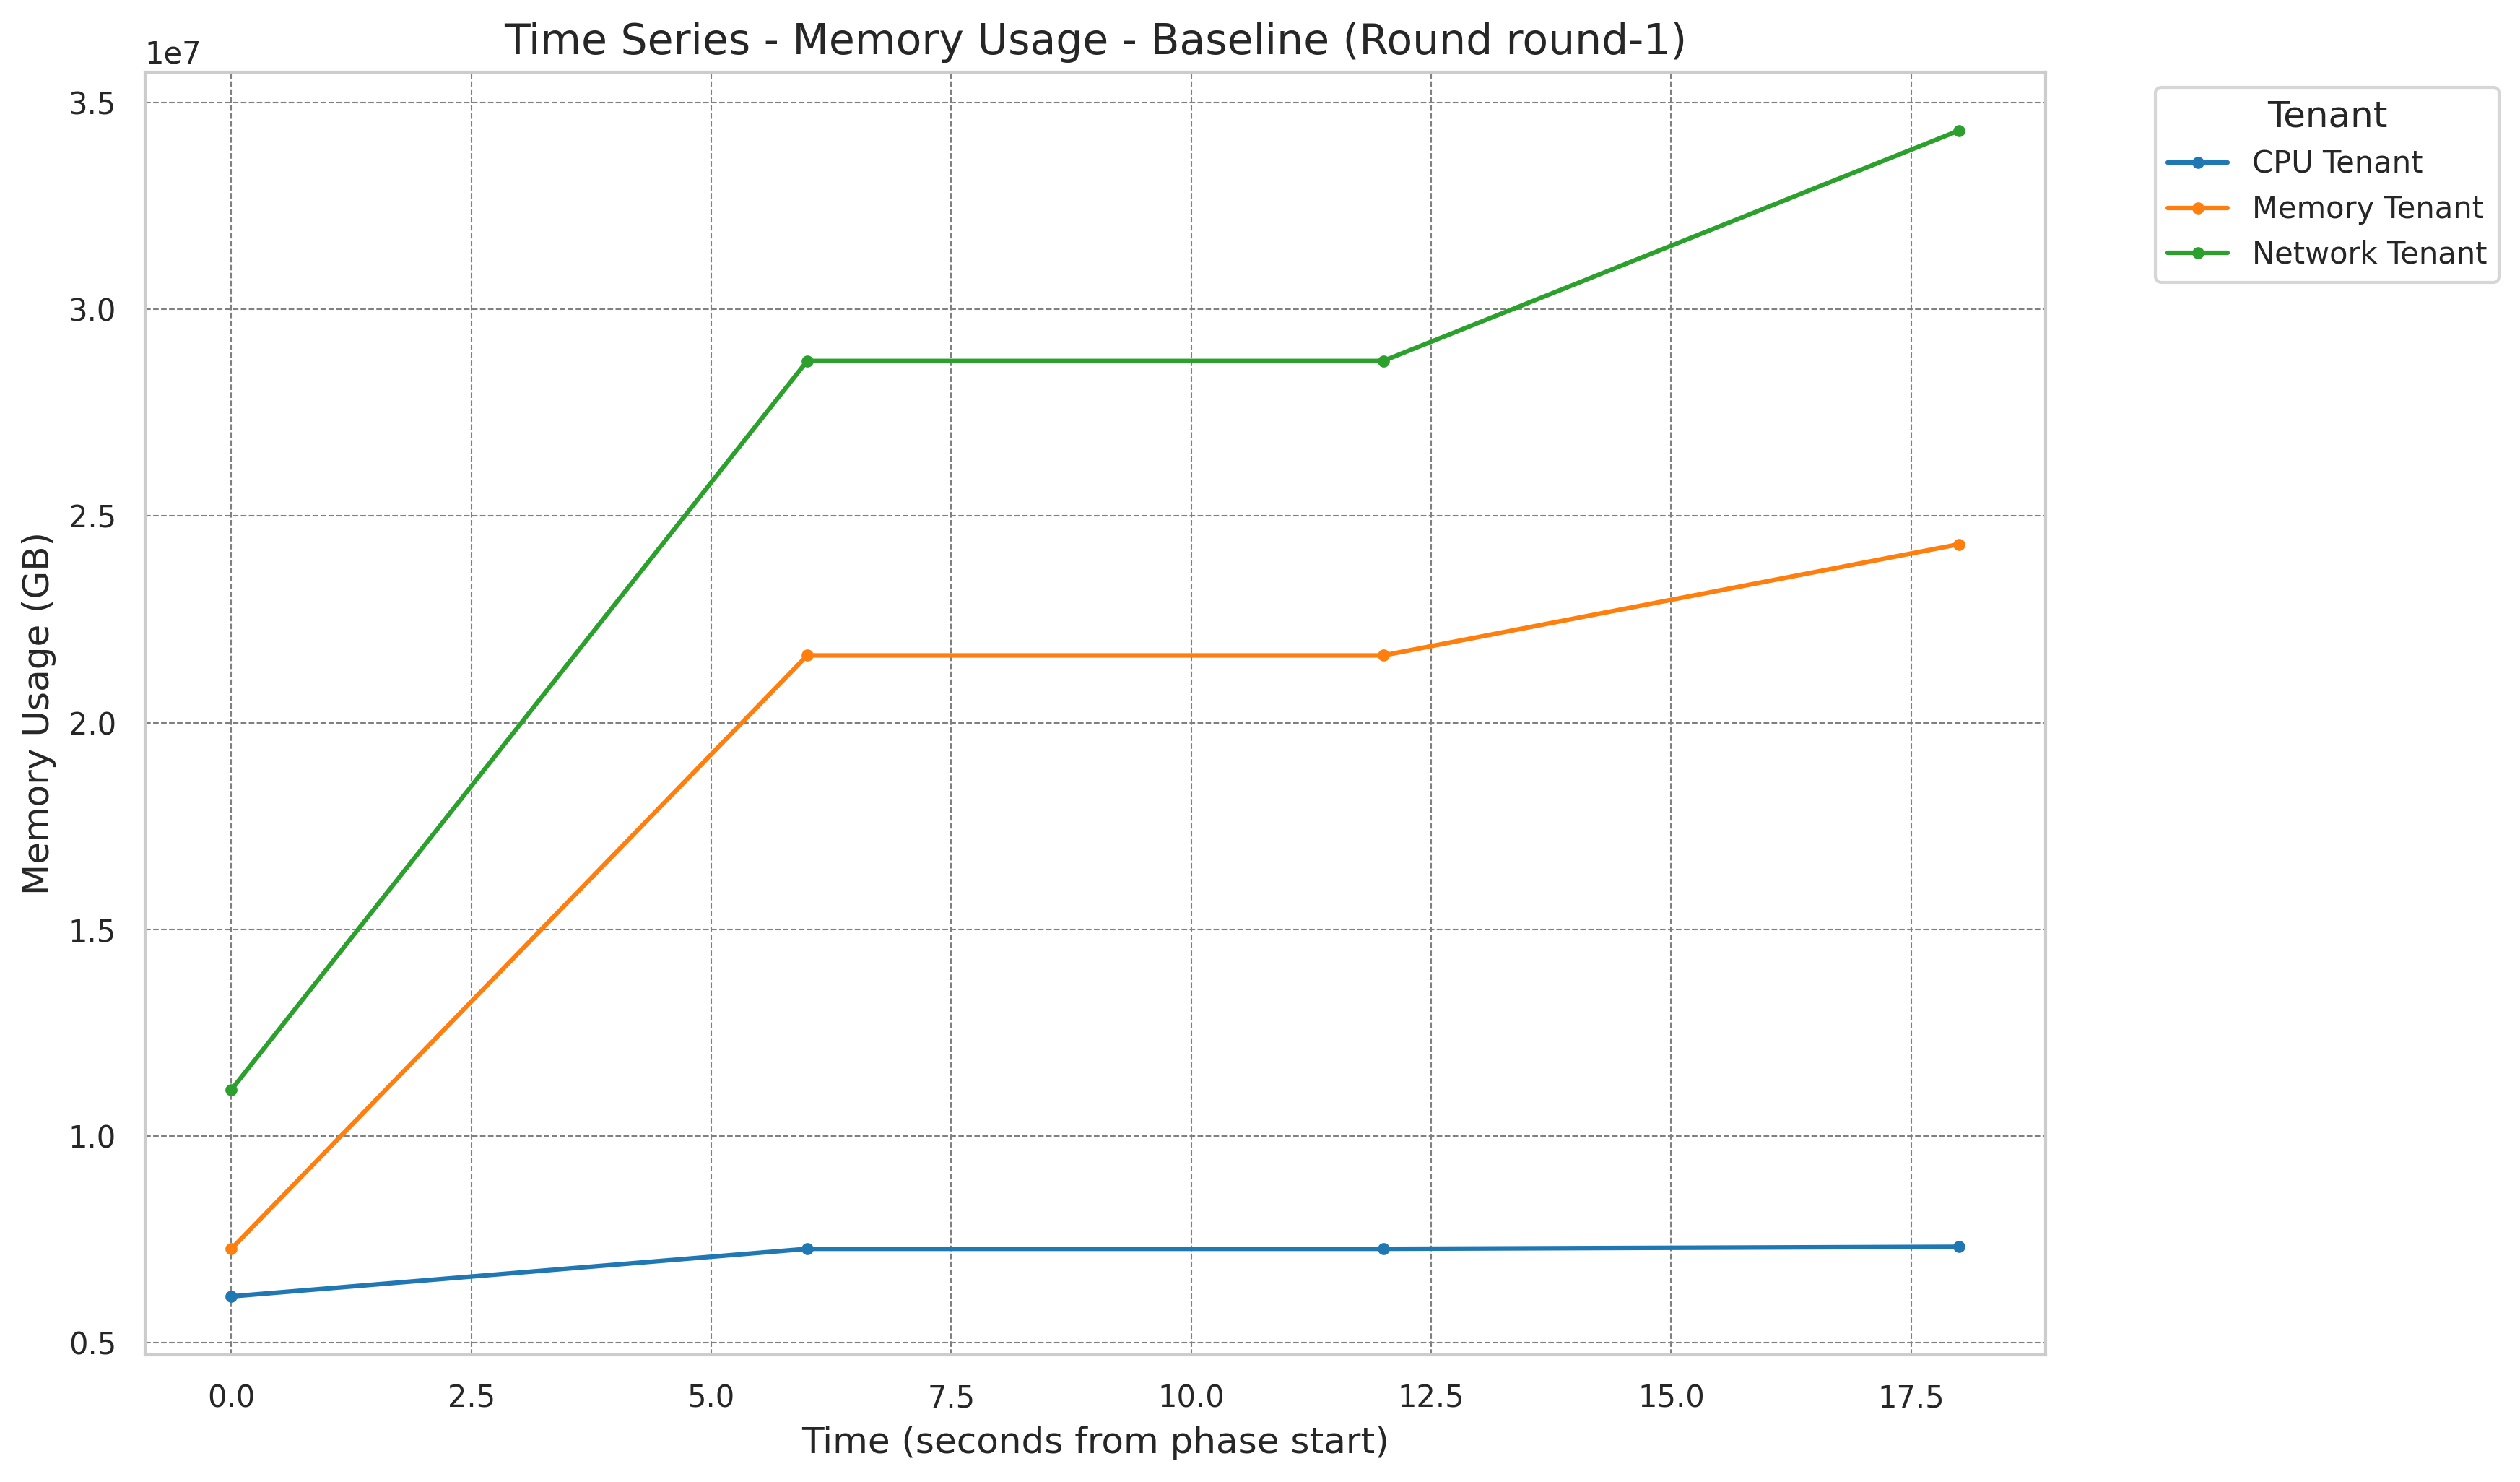 Time Series - Memory Usage - Baseline (Round round-1)
1e7
3.5
3.0
2.5
2.0
1.5
1.0
0.5
Memory Usage (GB)
0.0 2.5 5.0 7.5 10.0 12.5 15.0 17.5
Time (seconds from phase start)
Tenant
CPU Tenant
Memory Tenant
Network Tenant